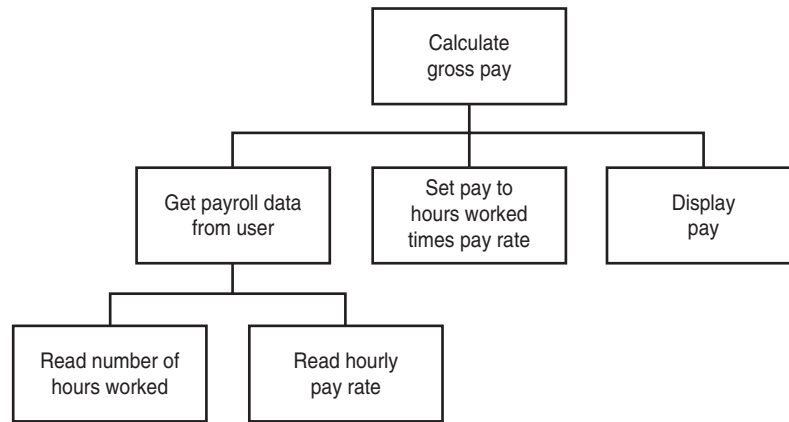 Calculate
gross pay
Get payroll data
from user
Set pay to
hours worked
times pay rate
Display
pay
Read number of
hours worked
Read hourly
pay rate